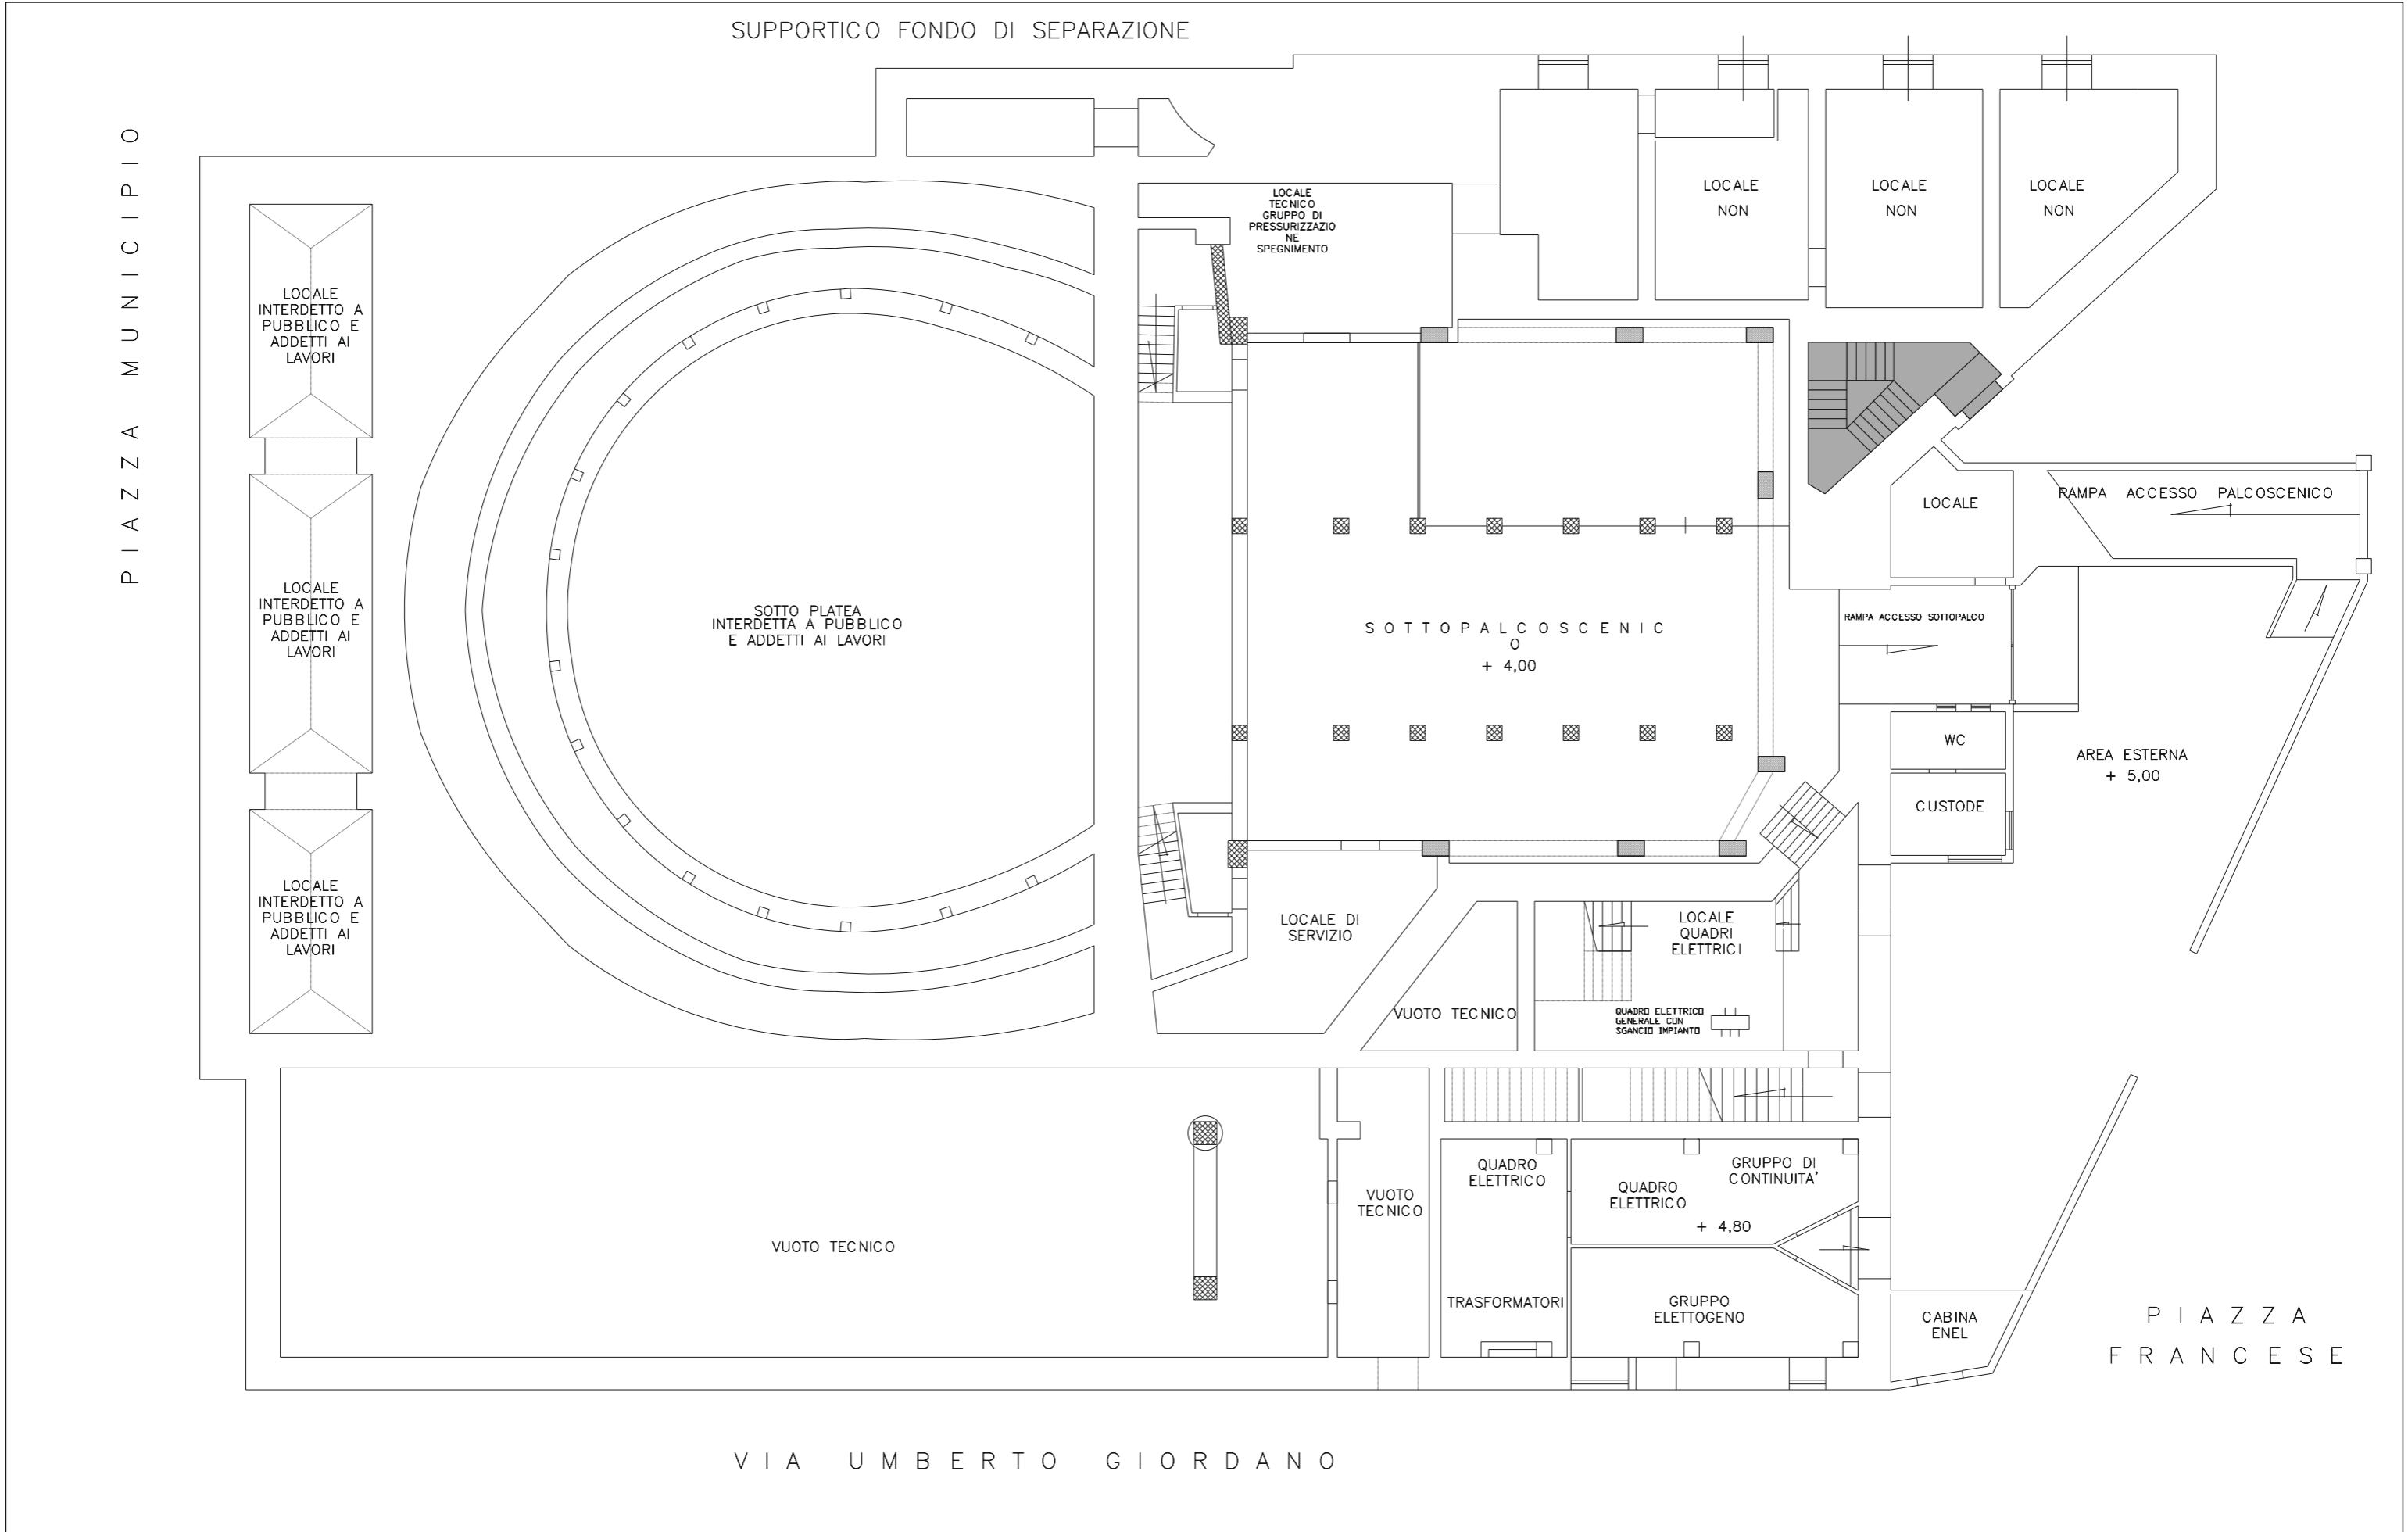 SUPPORTICO FONDO DI SEPARAZIONE
PIAZZA MUNICIPIO
LOCALE
TECNICO
GRUPPO DI
PRESSURIZZAZIO
NE
SPEGNIMENTO
LOCALE
NON
LOCALE
NON
LOCALE
NON
LOCALE
INTERDETTO A
PUBBLICO E
ADDETTI AI
LAVORI
LOCALE
INTERDETTO A
PUBBLICO E
ADDETTI AI
LAVORI
LOCALE
INTERDETTO A
PUBBLICO E
ADDETTI AI
LAVORI
SOTTO PLATEA
INTERDETTA A PUBBLICO
E ADDETTI AI LAVORI
SOTTOPALCOSCENIC
O
+ 4,00
LOCALE
RAMPA ACCESSO PALCOSCENICO
RAMPA ACCESSO SOTTOPALCO
WC
CUSTODE
AREA ESTERNA
+ 5,00
LOCALE DI
SERVIZIO
LOCALE
QUADRI
ELETTRICI
VUOTO TECNICO
QUADRO ELETTRICO
GENERALE CON
SGANCIO IMPIANTO
VUOTO TECNICO
VUOTO
TECNICO
QUADRO
ELETTRICO
TRASFORMATORI
QUADRO
ELETTRICO
GRUPPO DI
CONTINUITA'
+ 4,80
GRUPPO
ELETTOGENO
CABINA
ENEL
PIAZZA
FRANCESE
VIA UMBERTO GIORDANO